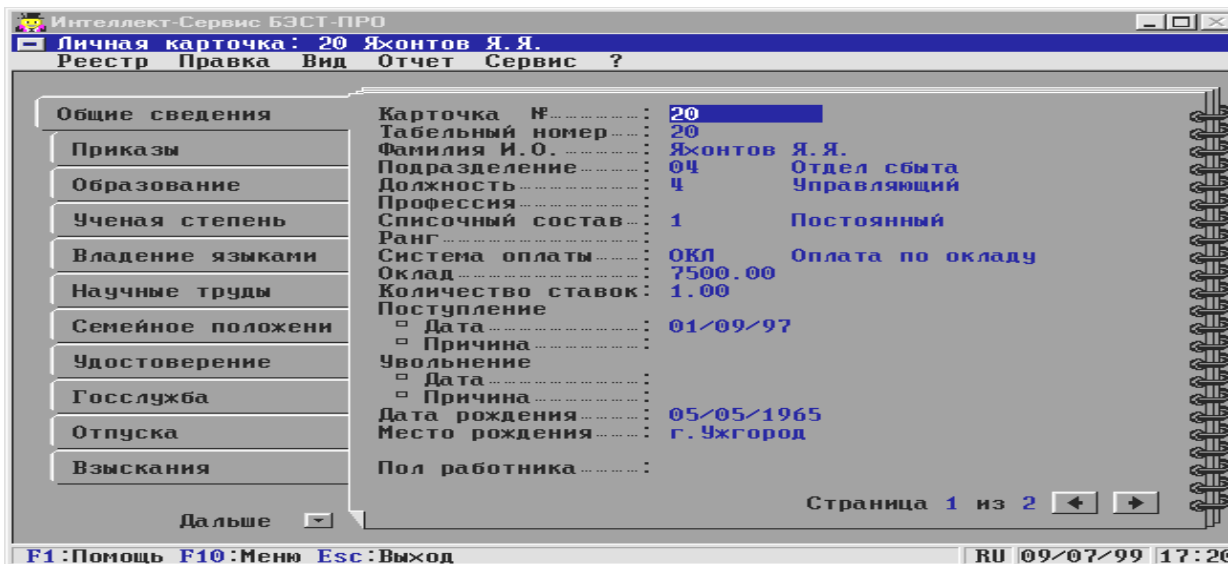 Интеллект-Сервис БЭСТ-ПРО
Личная карточка: 20 Яхонтов Я.Я.
Реестр Правка Вид Отчет Сервис ?
Общие сведения
Приказы
Образование
Ученая степень
Владение языками
Научные труды
Семейное положени
Удостоверение
Госслужба
Отпуска
Взыскания
Дальше
Карточка №: 20
Табельный номер: 20
Фамилия И.О.: Яхонтов Я.Я.
Подразделение: 04 Отдел сбыта
Должность: 4 Управляющий
Профессия:
Списочный состав: 1 Постоянный
Ранг:
Система оплаты: ОКЛ Оплата по окладу
Оклад: 7500.00
Количество ставок: 1.00
Поступление
Дата: 01/09/97
Причина:
Увольнение
Дата:
Причина:
Дата рождения: 05/05/1965
Место рождения: г.Ужгород
Пол работника:
Страница 1 из 2
F1:Помощь F10:Меню Esc:Выход
RU 09/07/99 17:20